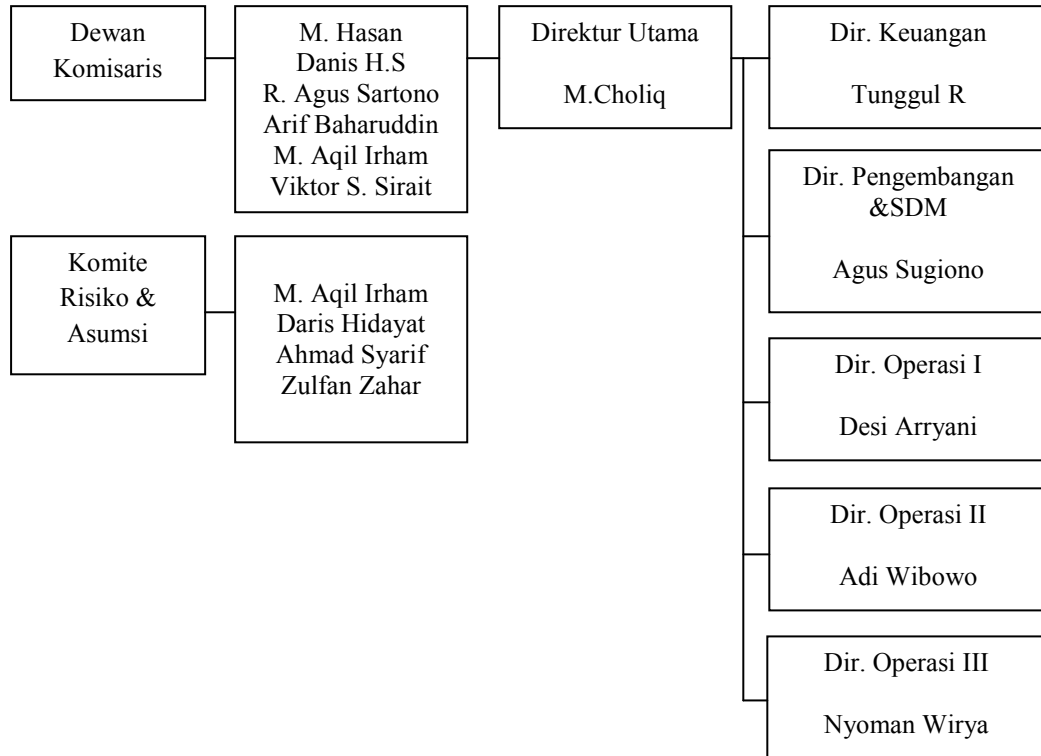 Dewan
Komisaris
M. Hasan
Danis H.S
R. Agus Sartono
Arif Baharuddin
M. Aqil Irham
Viktor S. Sirait
Direktur Utama
M.Choliq
Dir. Keuangan
Tunggul R
Dir. Pengembangan
&SDM
Agus Sugiono
Komite
Risiko &
Asumsi
M. Aqil Irham
Daris Hidayat
Ahmad Syarif
Zulfan Zahar
Dir. Operasi I
Desi Arryani
Dir. Operasi II
Adi Wibowo
Dir. Operasi III
Nyoman Wirya